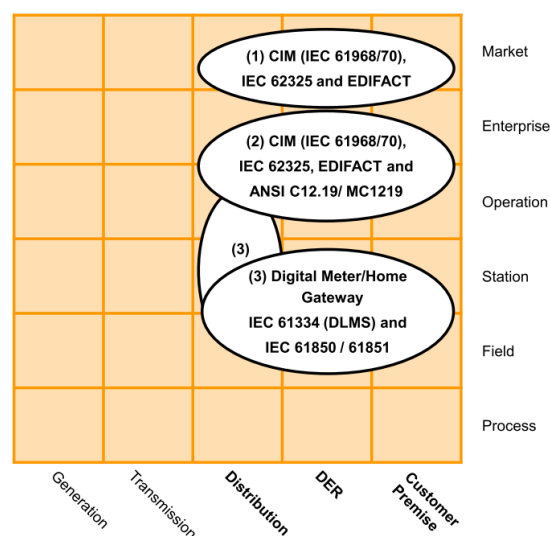 (1) CIM (IEC 61968/70),
IEC 62325 and EDIFACT
Market
(2) CIM (IEC 61968/70),
IEC 62325, EDIFACT and
ANSI C12.19/ MC1219
Enterprise
Operation
(3)
(3) Digital Meter/Home
Gateway
IEC 61334 (DLMS) and
IEC 61850 / 61851
Station
Field
Process
Generation
Transmission
Distribution
DER
Customer
Premise